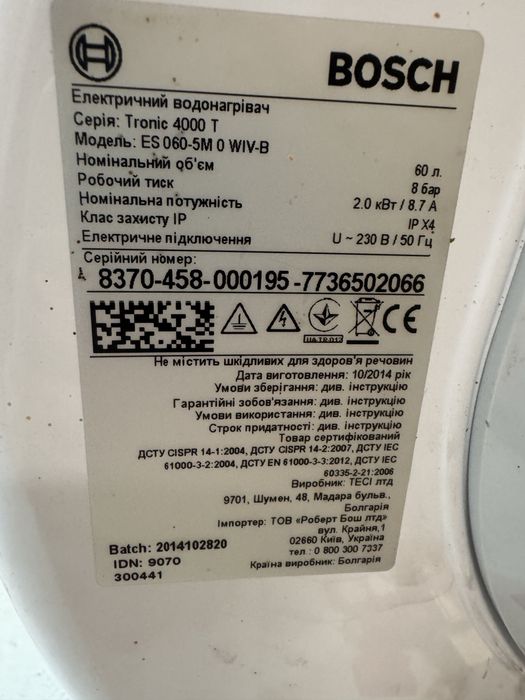 BOSCH
Електричний водонагрівач
Серія: Tronic 4000 T
Модель: ES 060-5M 0 WIV-B
Номінальний об'єм 60 л.
Робочий тиск 8 бар
Номінальна потужність 2.0 кВт / 8.7 А
Клас захисту IP IP X4
Електричне підключення U ~ 230 В / 50 Гц
Серійний номер:
8370-458-000195-7736502066
UA.TR.012
CE
Не містить шкідливих для здоров'я речовин
Дата виготовлення: 10/2014 рік
Умови зберігання: див. інструкцію
Гарантійні зобов'язання: див. інструкцію
Умови використання: див. інструкцію
Строк придатності: див. інструкцію
Товар сертифікований
ДСТУ CISPR 14-1:2004, ДСТУ CISPR 14-2:2007, ДСТУ IEC
61000-3-2:2004, ДСТУ EN 61000-3-3:2012, ДСТУ IEC
60335-2-21:2006
Виробник: TECI лтд
9701, Шумен, 48, Мадара бульв.,
Болгарія
Імпортер: ТОВ «Роберт Бош лтд»
вул. Крайня,1
02660 Київ, Україна
тел.: 0 800 300 7337
Країна виробник: Болгарія
Batch: 2014102820
IDN: 9070
300441